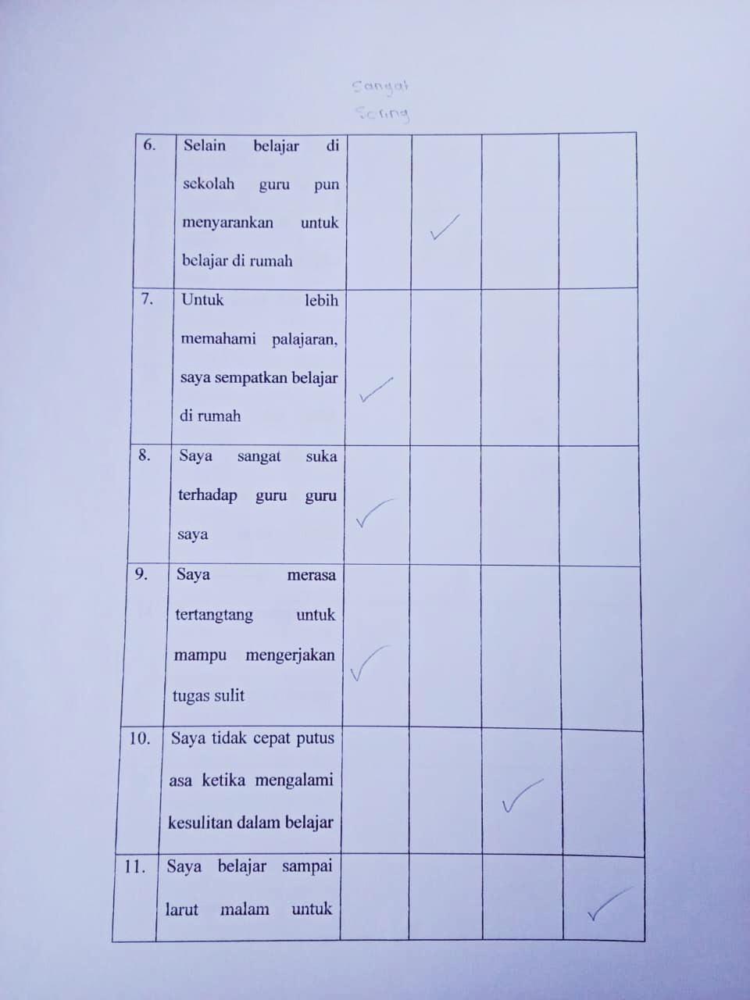 Sangat
Sering
6. Selain belajar di
sekolah guru pun
menyarankan untuk
belajar di rumah
7. Untuk lebih
memahami palajaran,
saya sempatkan belajar
di rumah
8. Saya sangat suka
terhadap guru guru
saya
9. Saya merasa
tertangtang untuk
mampu mengerjakan
tugas sulit
10. Saya tidak cepat putus
asa ketika mengalami
kesulitan dalam belajar
11. Saya belajar sampai
larut malam untuk